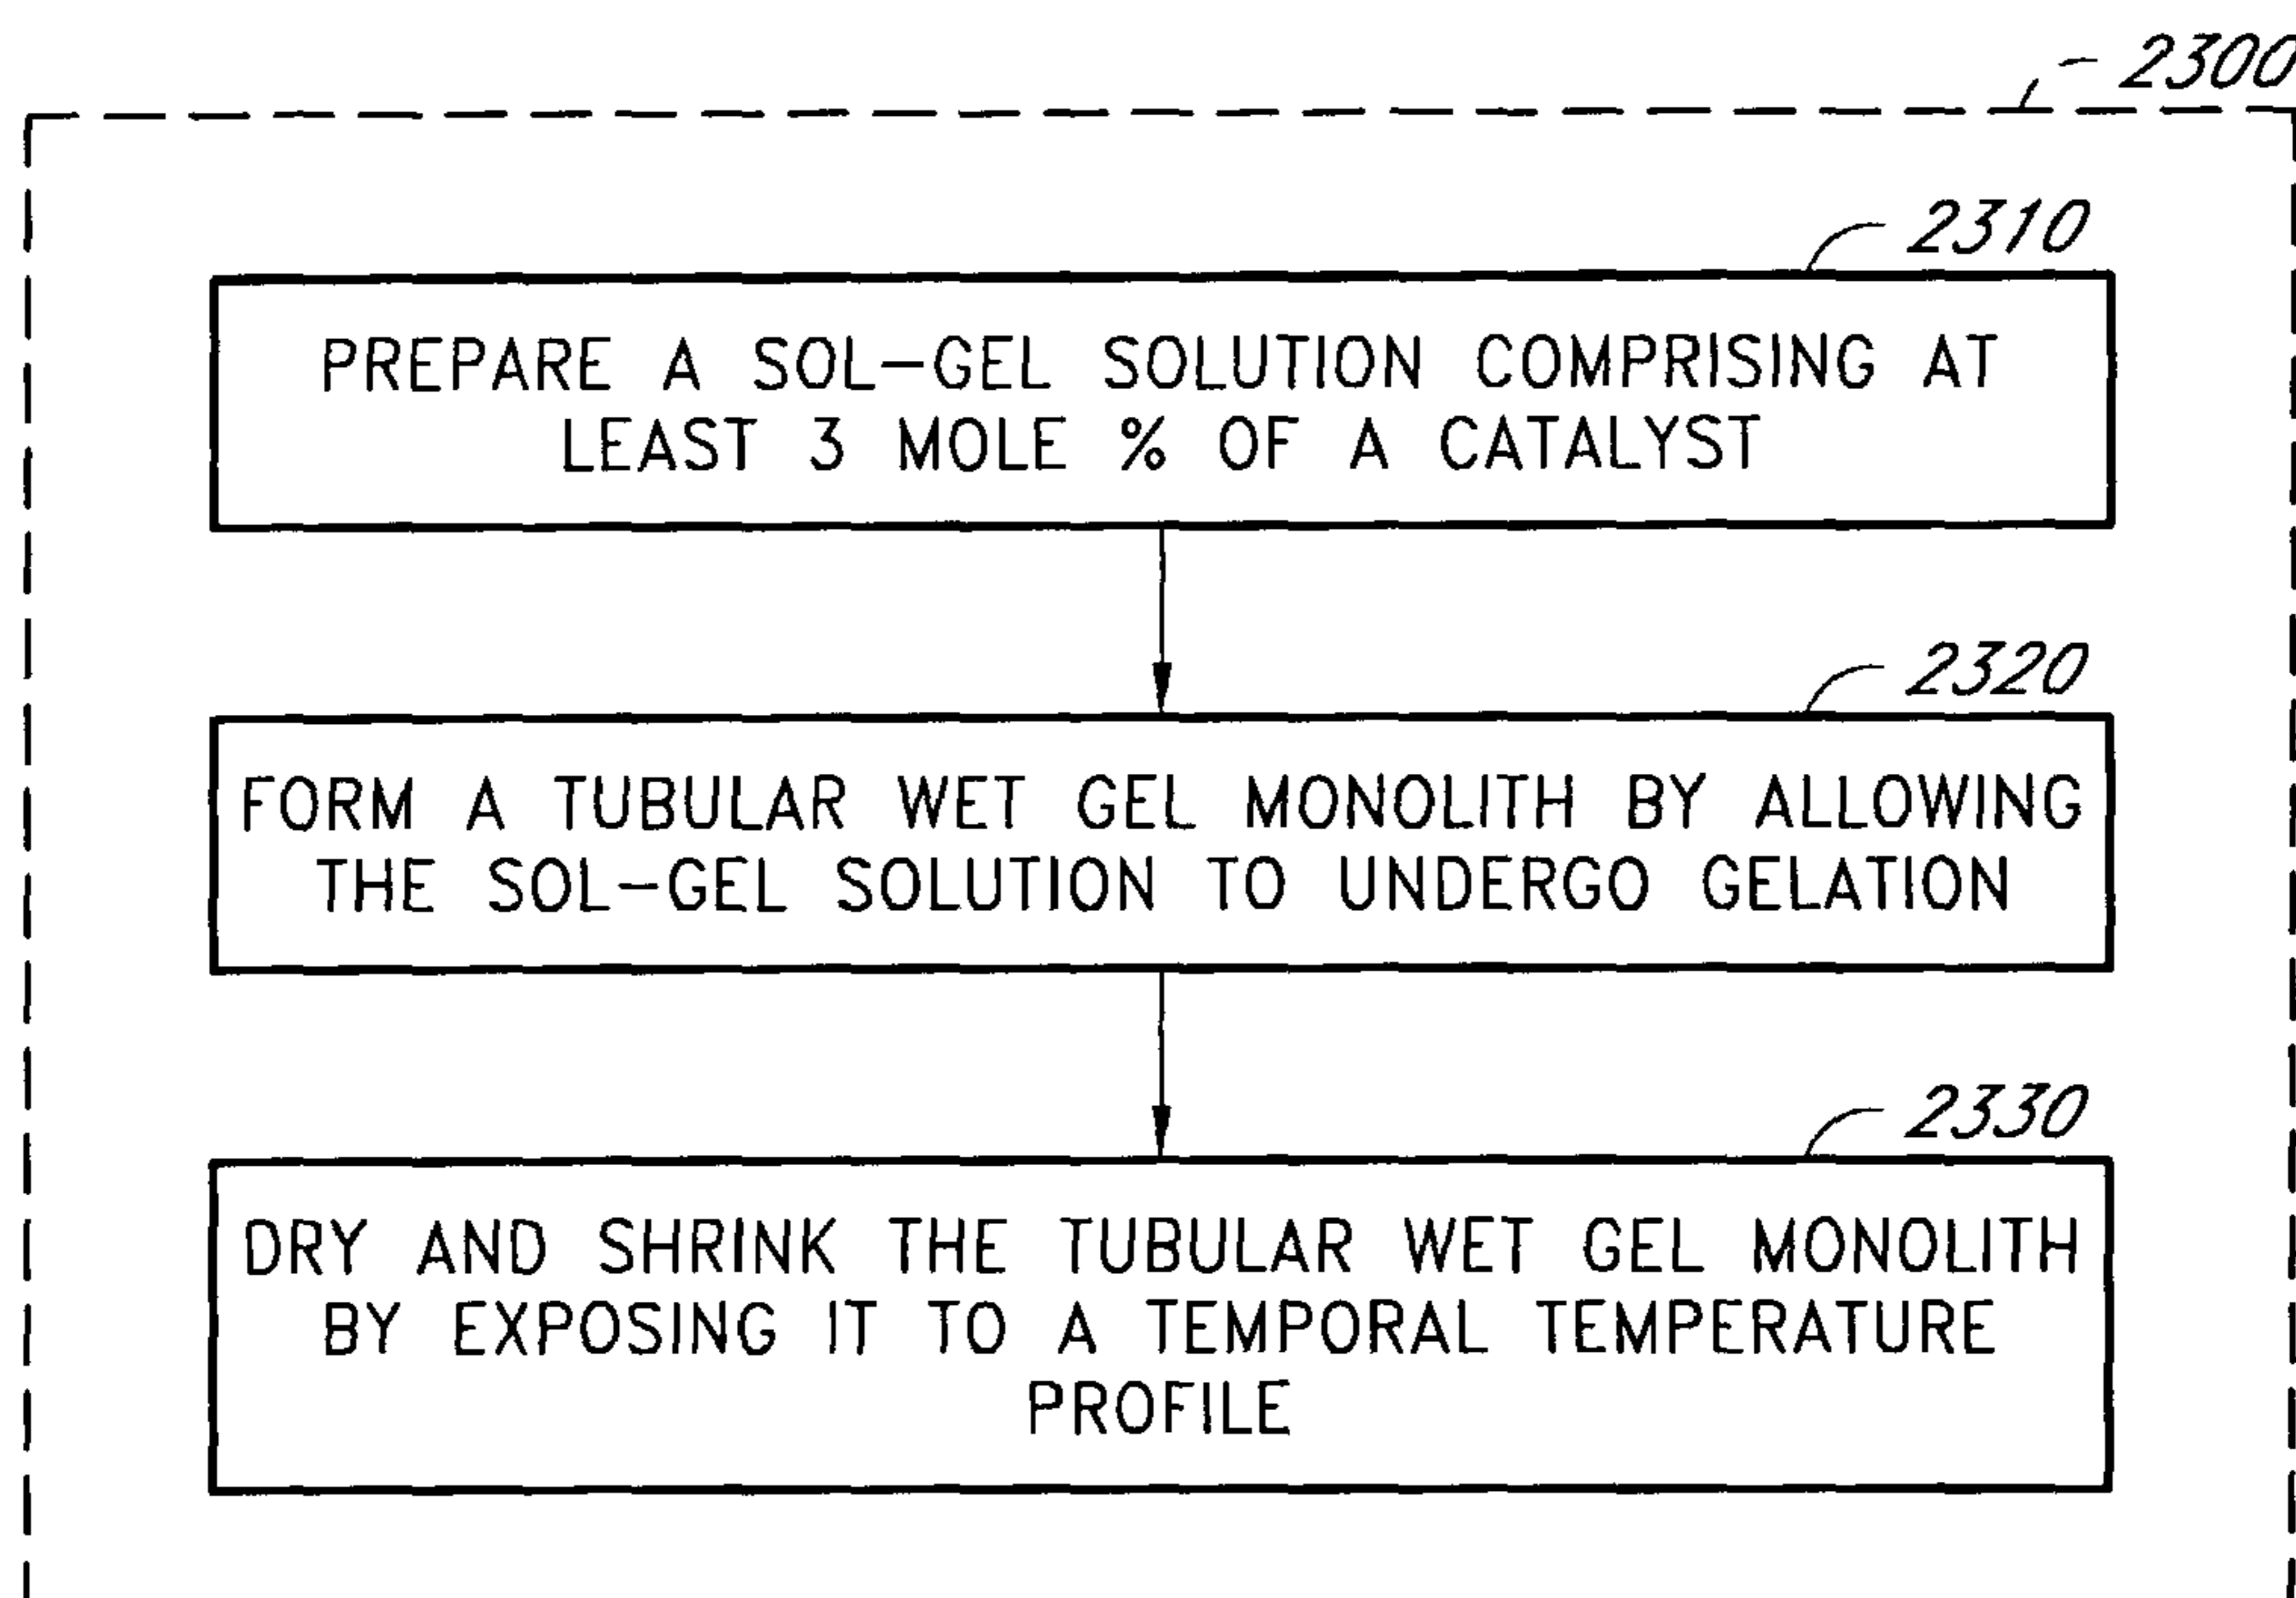 2300
2310
PREPARE A SOL-GEL SOLUTION COMPRISING AT
LEAST 3 MOLE % OF A CATALYST
2320
FORM A TUBULAR WET GEL MONOLITH BY ALLOWING
THE SOL-GEL SOLUTION TO UNDERGO GELATION
2330
DRY AND SHRINK THE TUBULAR WET GEL MONOLITH
BY EXPOSING IT TO A TEMPORAL TEMPERATURE
PROFILE